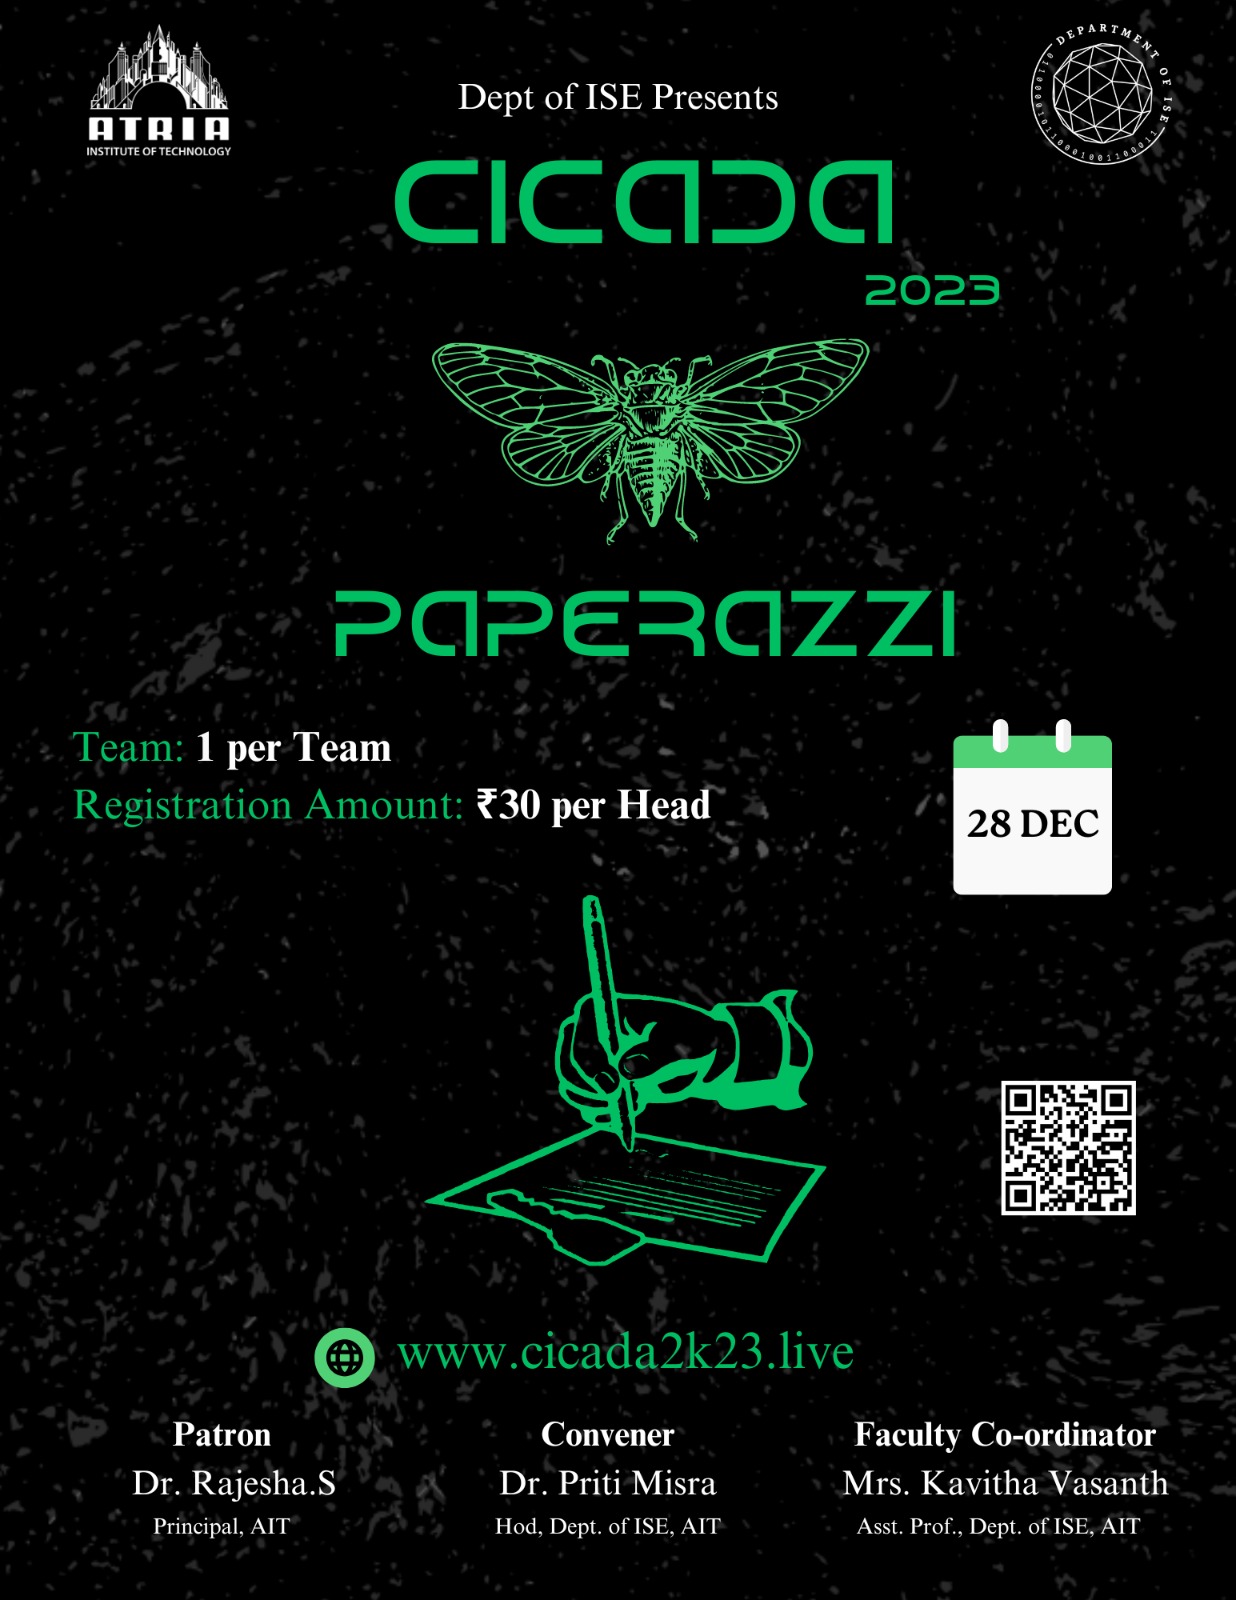 ATRIA
INSTITUTE OF TECHNOLOGY
Dept of ISE Presents
DEPARTMENT OF ISE
CICADA
2023
PAPERAZZI
Team: 1 per Team
Registration Amount: ₹30 per Head
28 DEC
www.cicada2k23.live
Patron
Dr. Rajesha.S
Principal, AIT
Convener
Dr. Priti Misra
Hod, Dept. of ISE, AIT
Faculty Co-ordinator
Mrs. Kavitha Vasanth
Asst. Prof., Dept. of ISE, AIT